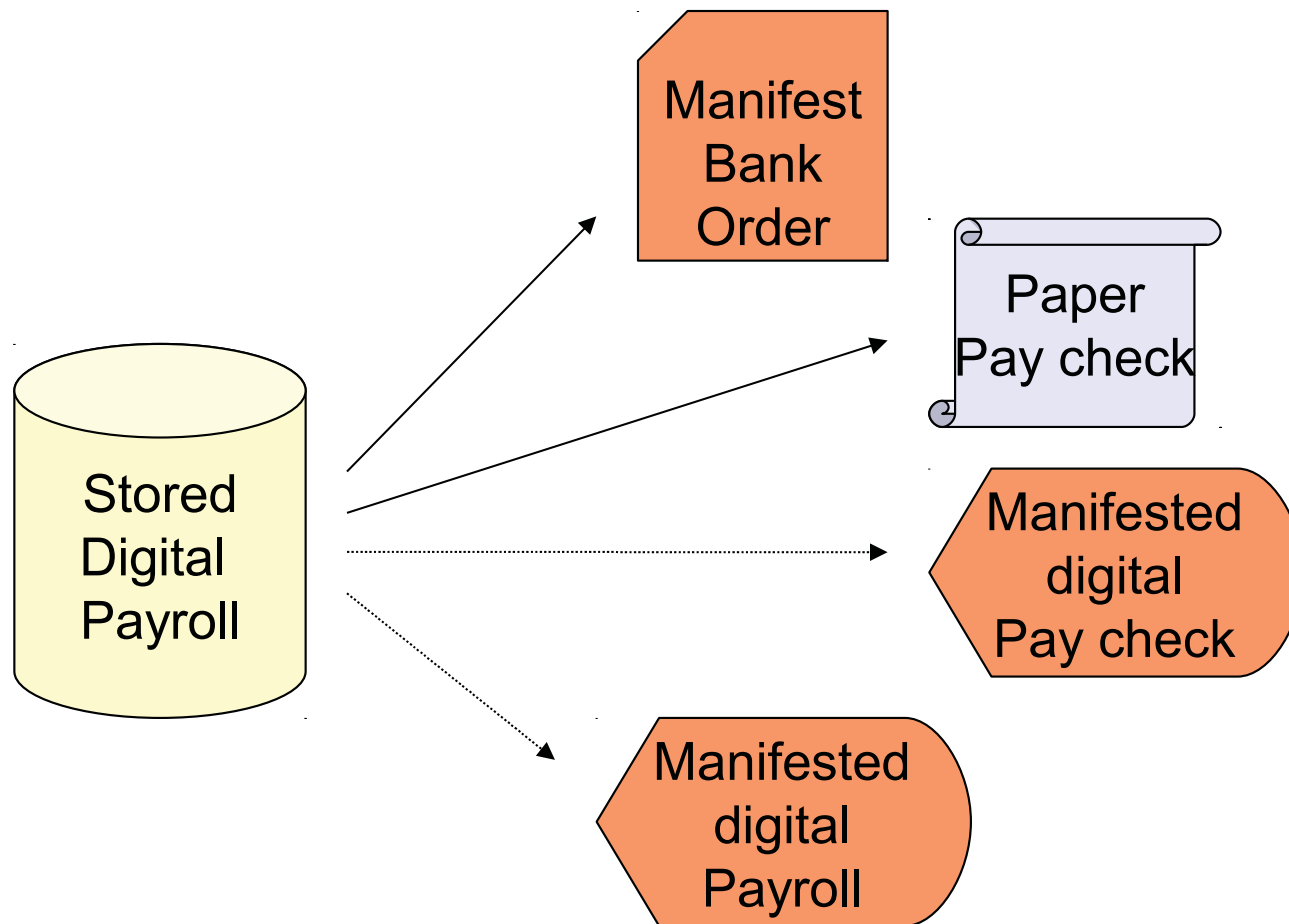 Manifest
Bank
Order
Paper
Pay check
Stored
Digital
Payroll
Manifested
digital
Pay check
Manifested
digital
Payroll